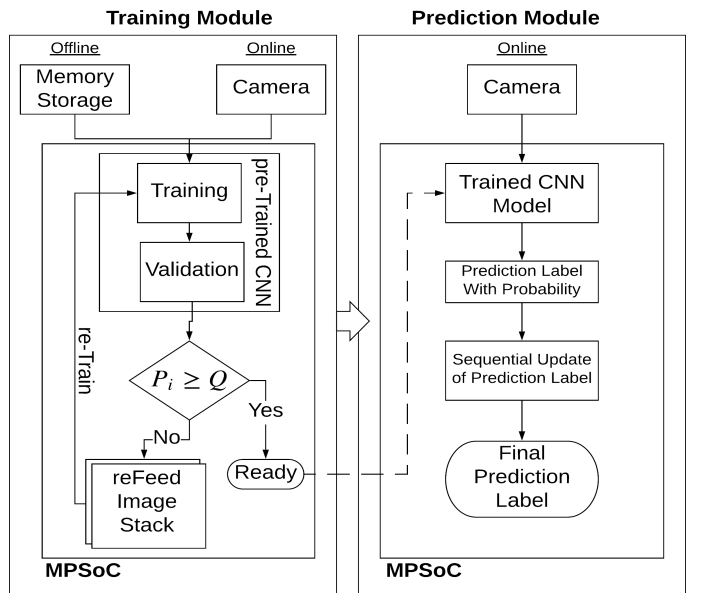 Training Module
Offline
Online
Memory
Storage
Camera
Training
Validation
pre-Trained CNN
re-Train
P_i ≥ Q
Yes
No
Ready
reFeed
Image
Stack
MPSoC
Prediction Module
Online
Camera
Trained CNN
Model
Prediction Label
With Probability
Sequential Update
of Prediction Label
Final
Prediction
Label
MPSoC